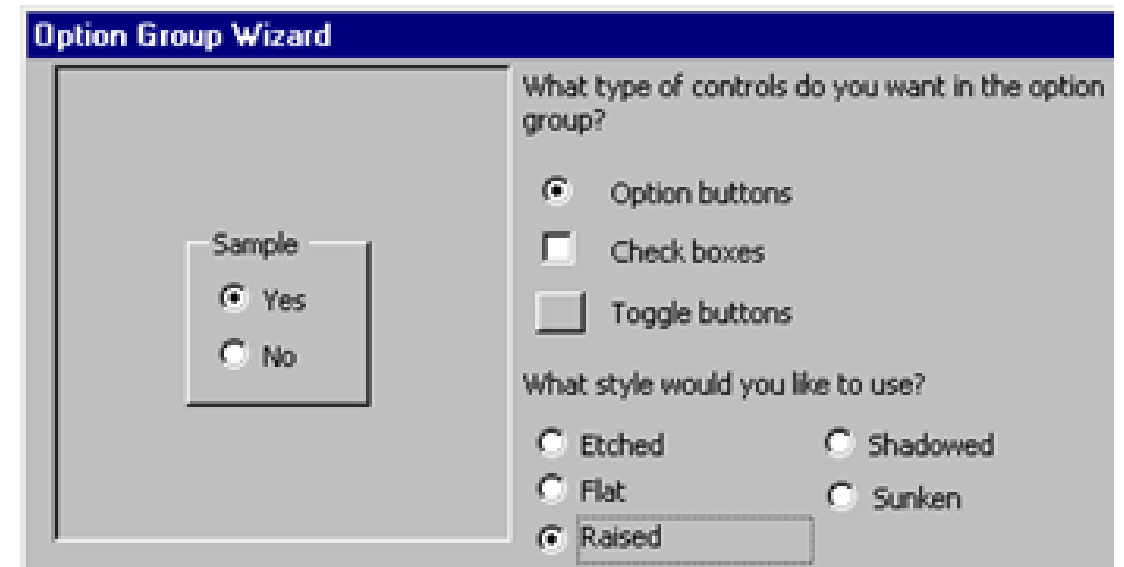 Option Group Wizard
What type of controls do you want in the option
group?
Option buttons
Check boxes
Toggle buttons
Sample
Yes
No
What style would you like to use?
Etched
Shadowed
Flat
Sunken
Raised